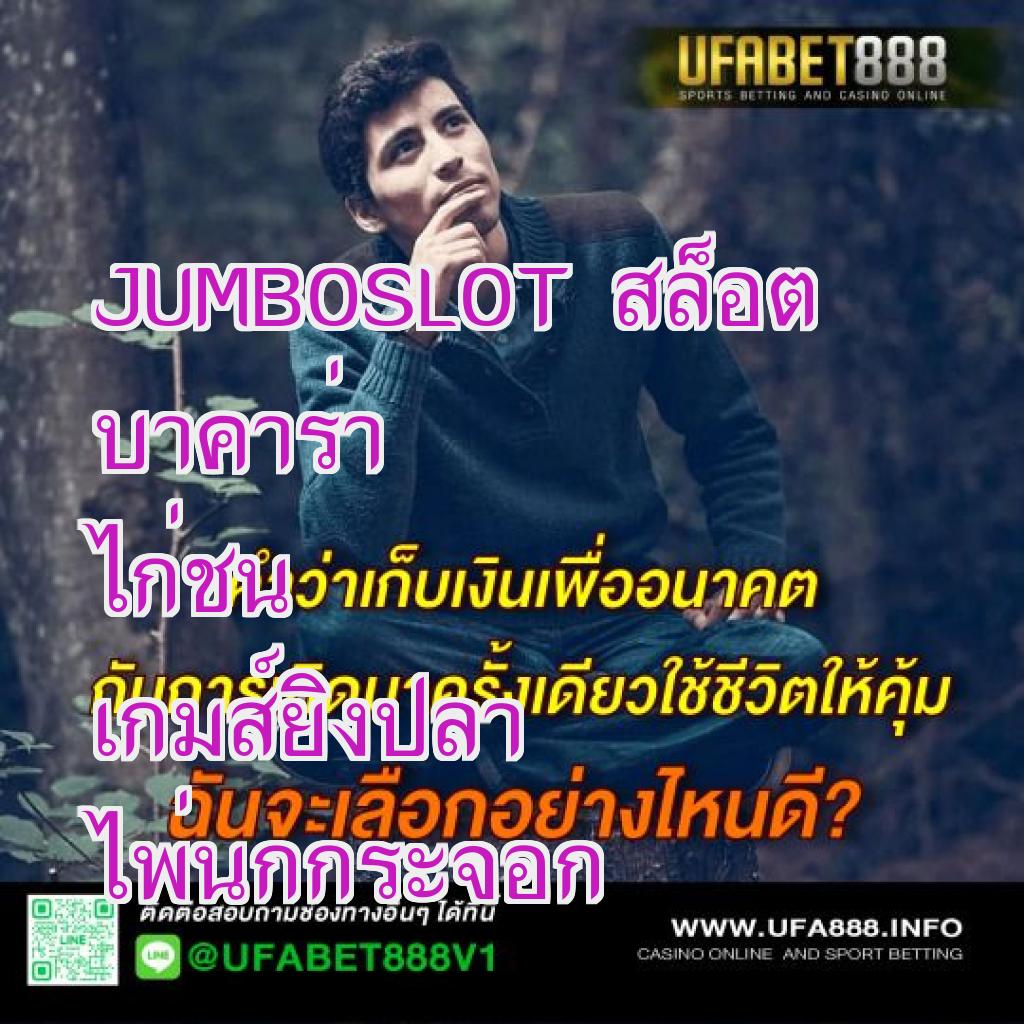 UFABET888
SPORTS BETTING AND CASINO ONLINE
JUMBOSLOT สล็อต
บาคาร่า
ไก่ชน
ว่าเก็บเงินเพื่ออนาคต
ครั้งเดียวใช้ชีวิตให้คุ้ม
เกมส์ยิงปลา
ฉันจะเลือกอย่างไหนดี?
ไพ่นกกระจอก
ติดต่อสอบถามช่องทางอื่นๆ ได้ที่นี่
LINE
LINE
@UFABET888V1
WWW.UFA888.INFO
CASINO ONLINE AND SPORT BETTING